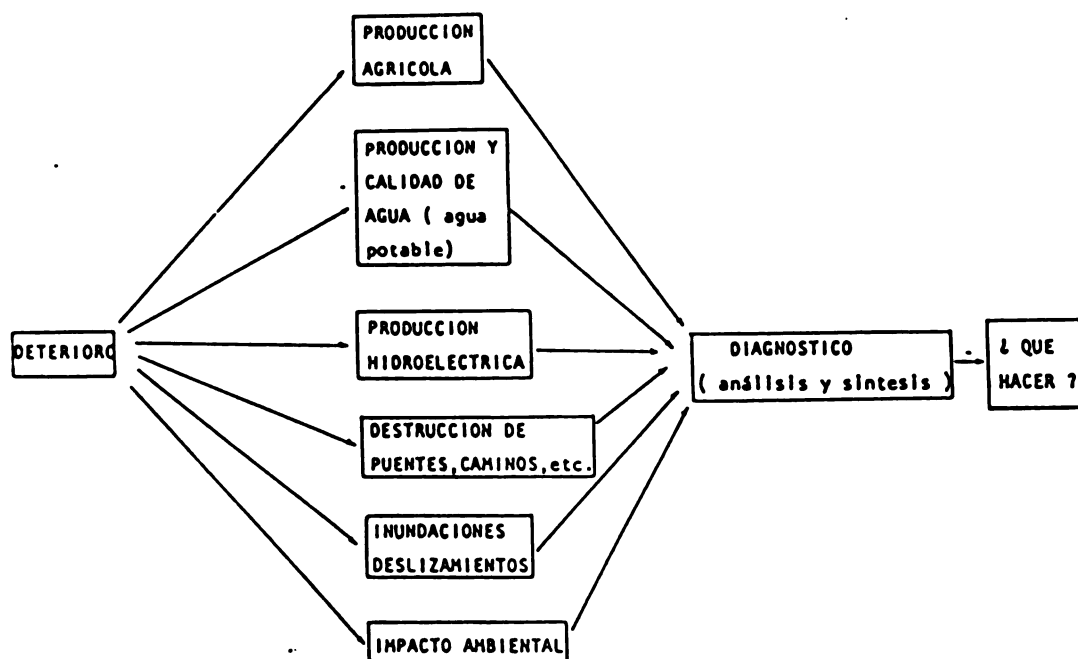 PRODUCCION
AGRICOLA
PRODUCCION Y
CALIDAD DE
AGUA ( agua
potable)
DETERIORO
PRODUCCION
HIDROELECTRICA
DIAGNOSTICO
( análisis y síntesis )
¿ QUE
HACER ?
DESTRUCCION DE
PUENTES,CAMINOS,etc.
INUNDACIONES
DESLIZAMIENTOS
IMPACTO AMBIENTAL